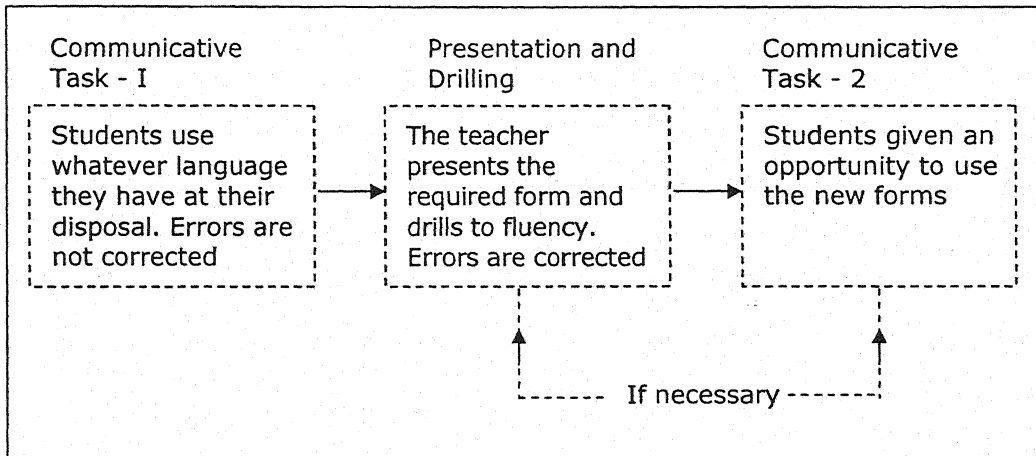 Communicative
Task - I
Students use
whatever language
they have at their
disposal. Errors are
not corrected
Presentation and
Drilling
The teacher
presents the
required form and
drills to fluency.
Errors are corrected
Communicative
Task - 2
Students given an
opportunity to use
the new forms
If necessary